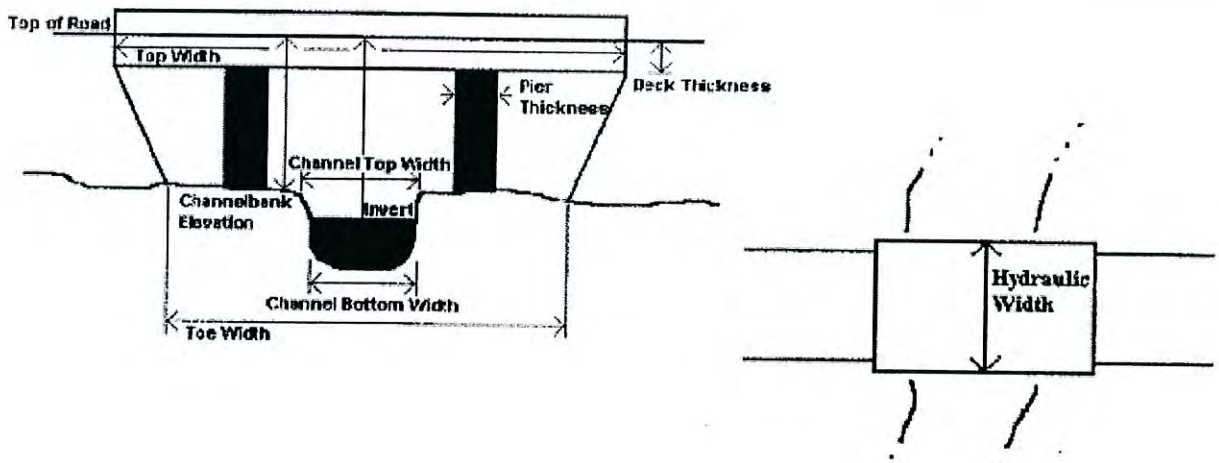 Top of Road
Top Width
Deck Thickness
Pier
Thickness
Channel Top Width
Channelbank
Elevation
Invert
Channel Bottom Width
Toe Width
Hydraulic
Width